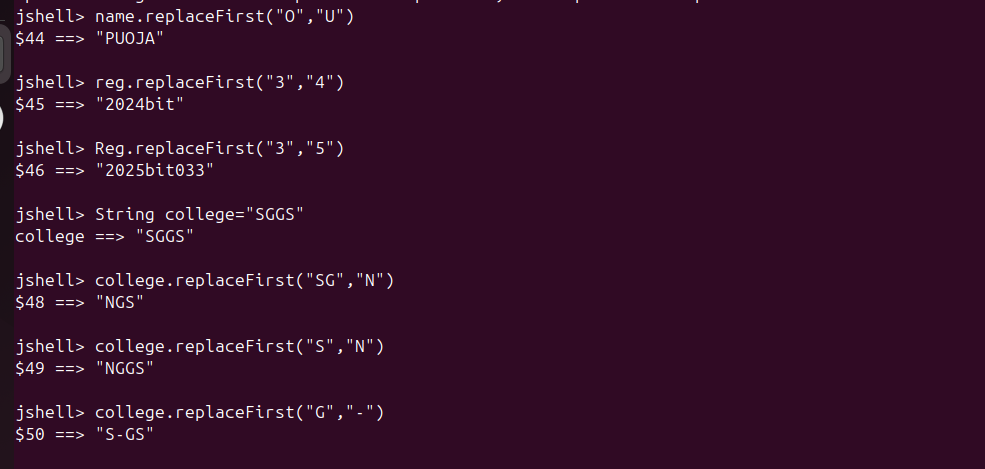 jshell> name.replaceFirst("O","U")
$44 ==> "PUOJA"
jshell> reg.replaceFirst("3","4")
$45 ==> "2024bit"
jshell> Reg.replaceFirst("3","5")
$46 ==> "2025bit033"
jshell> String college="SGGS"
college ==> "SGGS"
jshell> college.replaceFirst("SG","N")
$48 ==> "NGS"
jshell> college.replaceFirst("S","N")
$49 ==> "NGGS"
jshell> college.replaceFirst("G","-")
$50 ==> "S-GS"